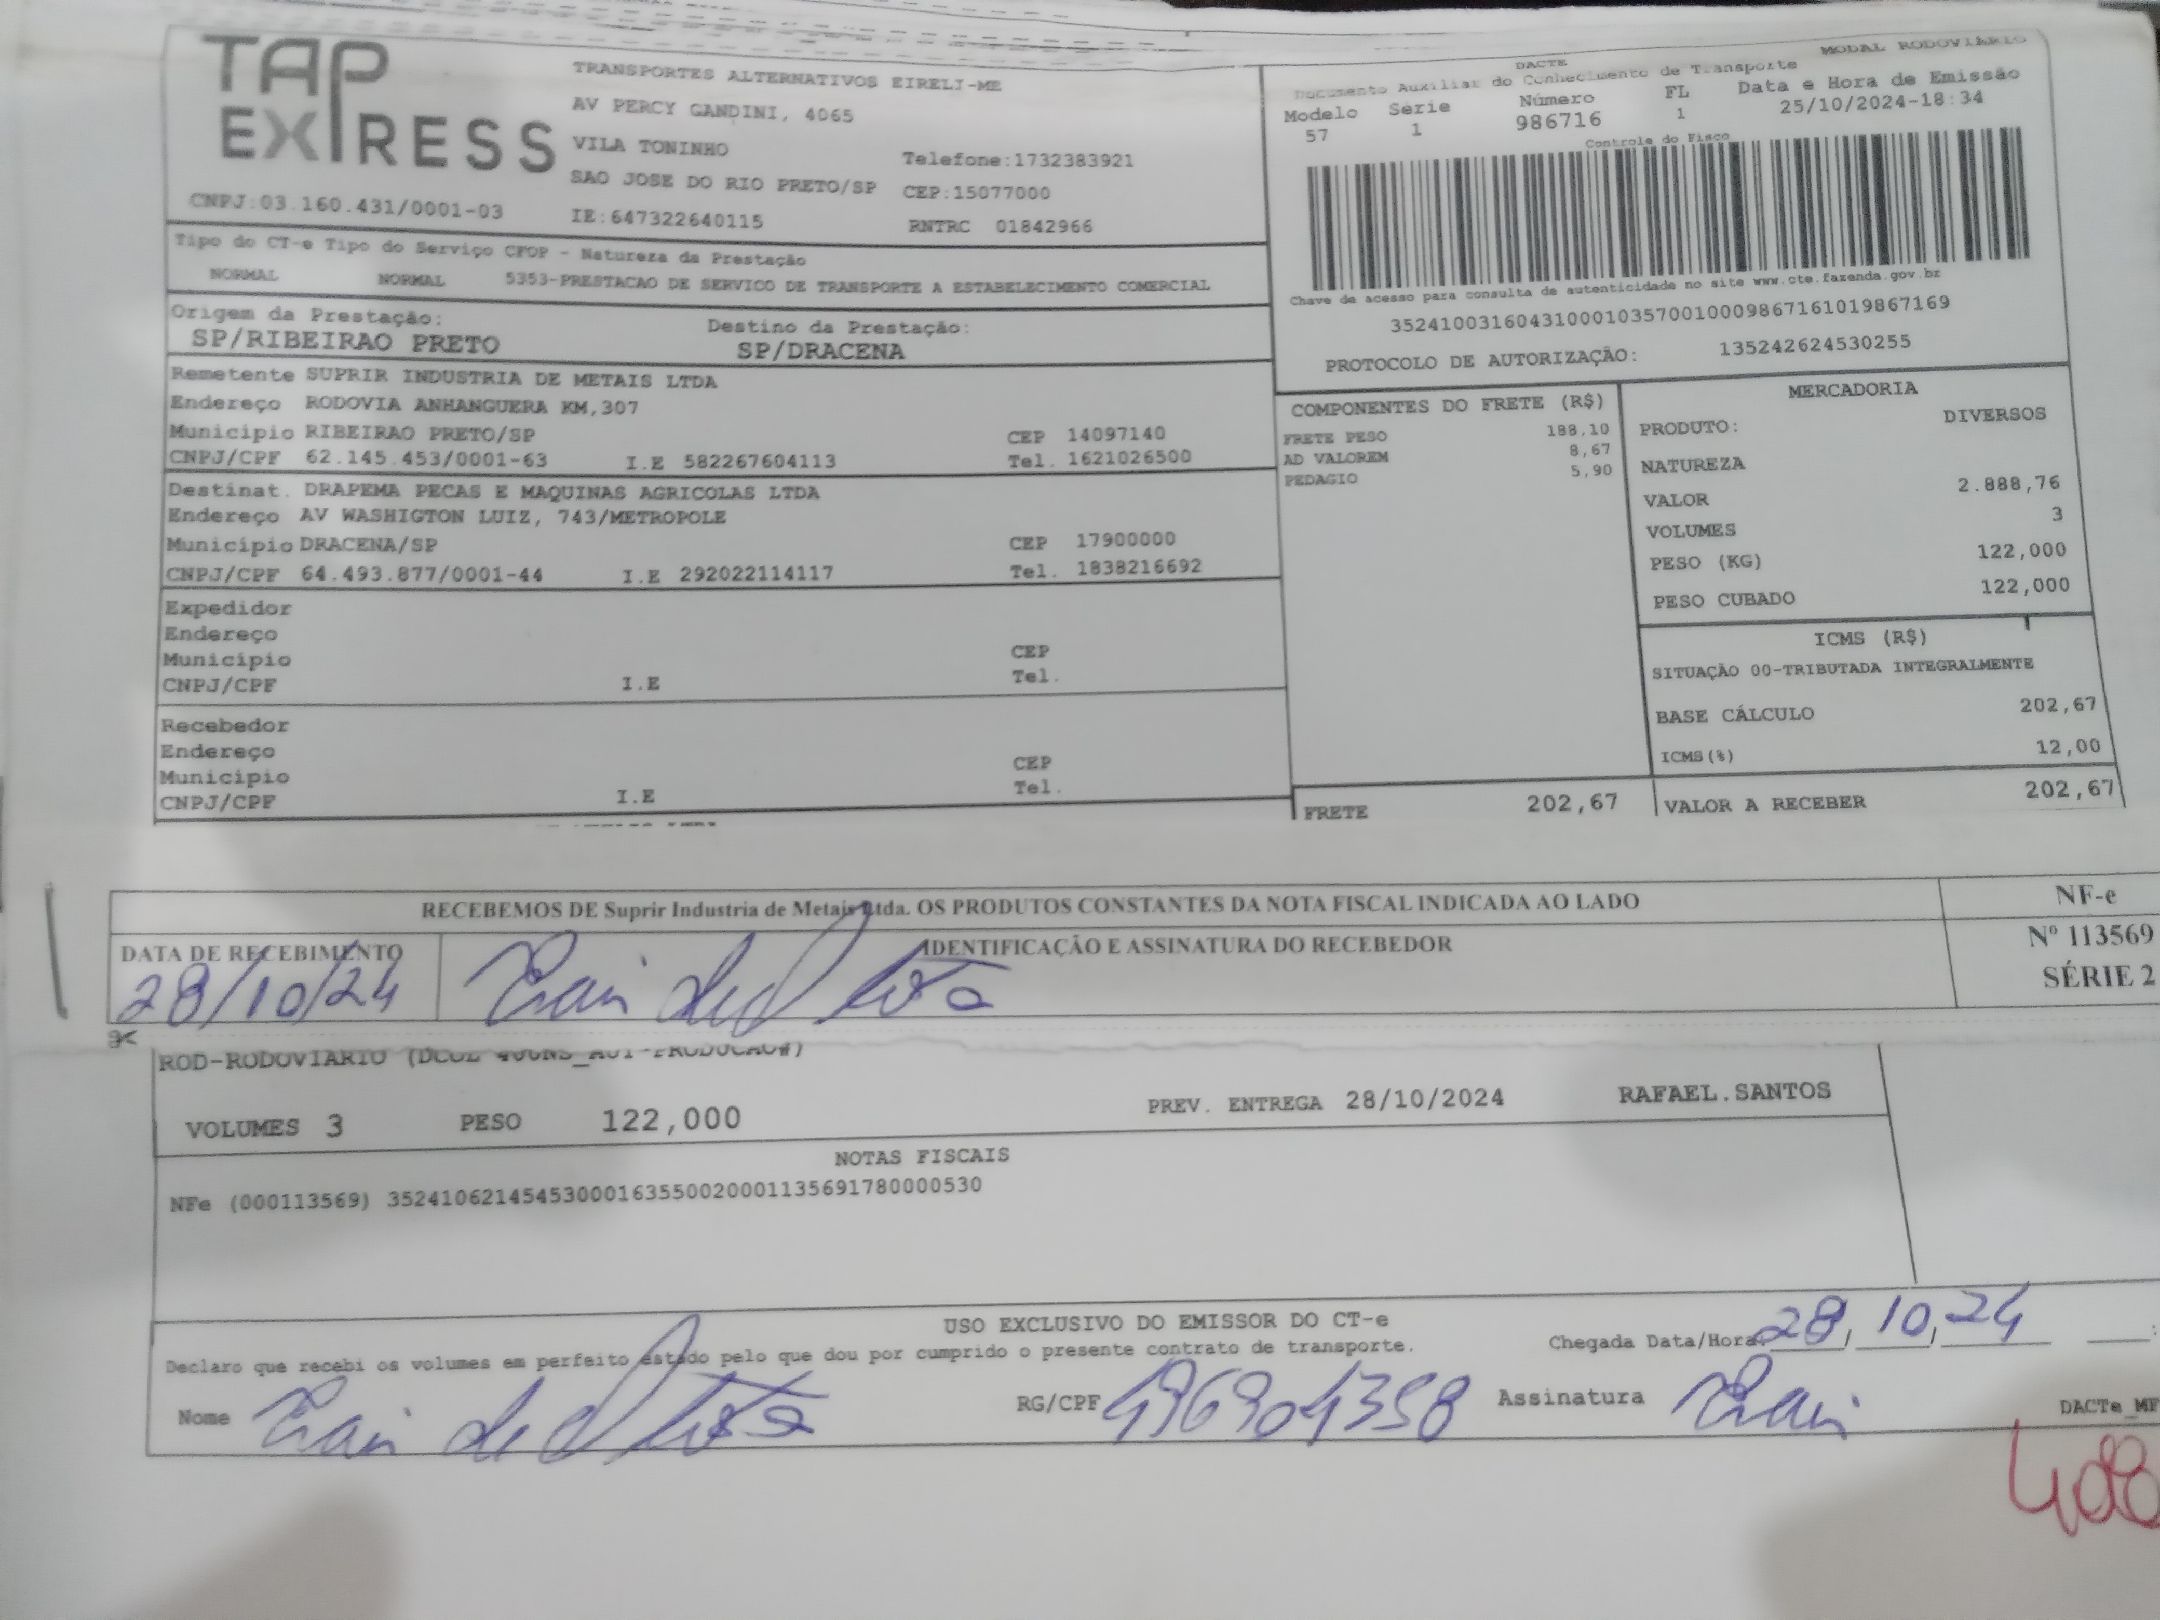 TAP EXPRESS
TRANSPORTES ALTERNATIVOS EIRELI-ME
AV PERCY GANDINI, 4065
VILA TONINHO Telefone:1732383921
SAO JOSE DO RIO PRETO/SP CEP:15077000
CNPJ:03.160.431/0001-03 IE:647322640115 RNTRC 01842966
MODAL RODOVIÁRIO
DACTE
Documento Auxiliar do Conhecimento de Transporte
Modelo Série Número FL Data e Hora de Emissão
57 1 986716 1 25/10/2024-18:34
Controle do Fisco
Chave de acesso para consulta de autenticidade no site www.cte.fazenda.gov.br
35241003160431000103570010009867161019867169
PROTOCOLO DE AUTORIZAÇÃO: 135242624530255
Tipo do CT-e Tipo do Serviço CFOP - Natureza da Prestação
NORMAL NORMAL 5353-PRESTACAO DE SERVICO DE TRANSPORTE A ESTABELECIMENTO COMERCIAL
Origem da Prestação: Destino da Prestação:
SP/RIBEIRAO PRETO SP/DRACENA
Remetente SUPRIR INDUSTRIA DE METAIS LTDA
Endereço RODOVIA ANHANGUERA KM,307
Município RIBEIRAO PRETO/SP CEP 14097140
CNPJ/CPF 62.145.453/0001-63 I.E 582267604113 Tel. 1621026500
Destinat. DRAPEMA PECAS E MAQUINAS AGRICOLAS LTDA
Endereço AV WASHIGTON LUIZ, 743/METROPOLE
Município DRACENA/SP CEP 17900000
CNPJ/CPF 64.493.877/0001-44 I.E 292022114117 Tel. 1838216692
Expedidor
Endereço
Município CEP
CNPJ/CPF I.E Tel.
Recebedor
Endereço
Município CEP
CNPJ/CPF I.E Tel.
COMPONENTES DO FRETE (R$)
FRETE PESO 188,10
AD VALOREM 8,67
PEDAGIO 5,90
FRETE 202,67
MERCADORIA
PRODUTO: DIVERSOS
NATUREZA
VALOR 2.888,76
VOLUMES 3
PESO (KG) 122,000
PESO CUBADO 122,000
ICMS (R$)
SITUAÇÃO 00-TRIBUTADA INTEGRALMENTE
BASE CÁLCULO 202,67
ICMS(%) 12,00
VALOR A RECEBER 202,67
RECEBEMOS DE Suprir Industria de Metais Ltda. OS PRODUTOS CONSTANTES DA NOTA FISCAL INDICADA AO LADO
NF-e
Nº 113569
SÉRIE 2
DATA DE RECEBIMENTO IDENTIFICAÇÃO E ASSINATURA DO RECEBEDOR
28/10/24
ROD-RODOVIARIO
VOLUMES 3 PESO 122,000 PREV. ENTREGA 28/10/2024 RAFAEL.SANTOS
NOTAS FISCAIS
NFe (000113569) 35241062145453000163550020001135691780000530
USO EXCLUSIVO DO EMISSOR DO CT-e
Declaro que recebi os volumes em perfeito estado pelo que dou por cumprido o presente contrato de transporte.
Chegada Data/Hora: 28/10/24
Nome RG/CPF 496904358 Assinatura
DACTe_MF